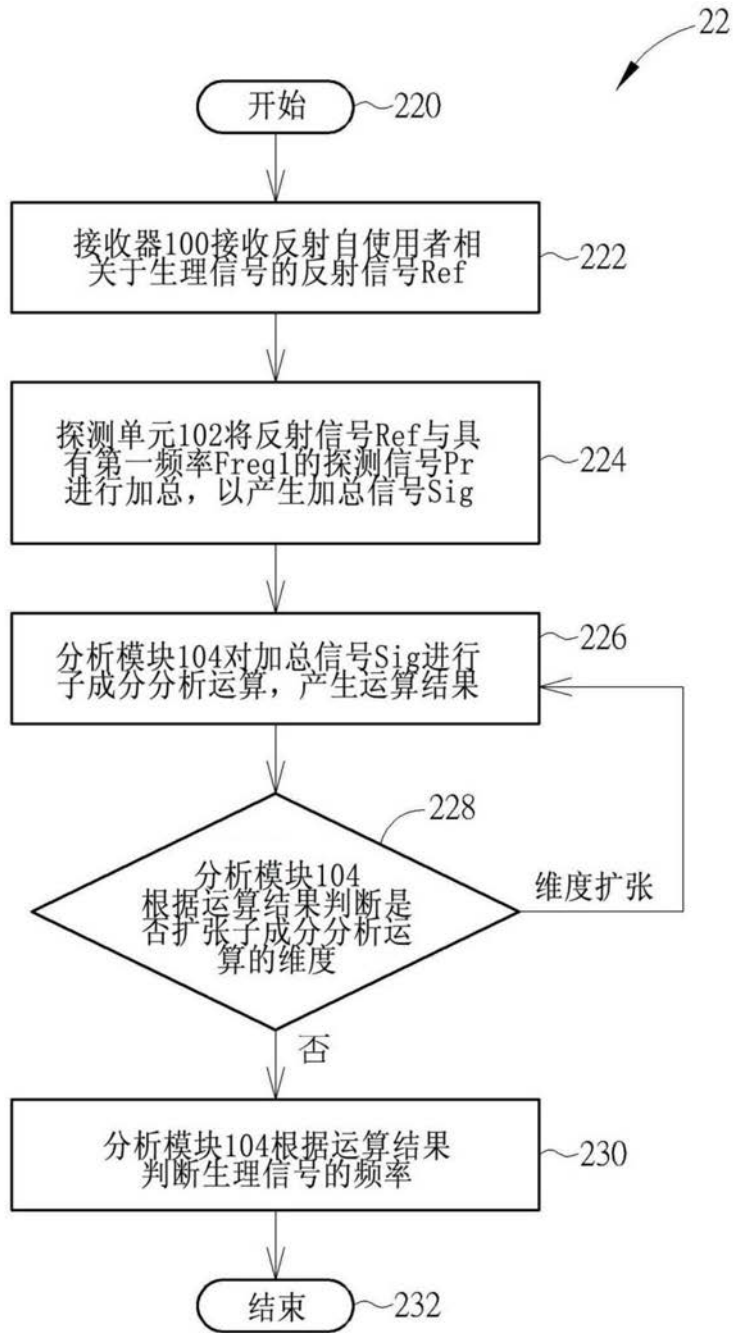 22
开始
220
接收器100接收反射自使用者相
关于生理信号的反射信号Ref
222
探测单元102将反射信号Ref与具
有第一频率Freq1的探测信号Pr
进行加总，以产生加总信号Sig
224
分析模块104对加总信号Sig进行
子成分分析运算，产生运算结果
226
228
分析模块104
根据运算结果判断是
否扩张子成分分析运
算的维度
维度扩张
否
分析模块104根据运算结果
判断生理信号的频率
230
结束
232